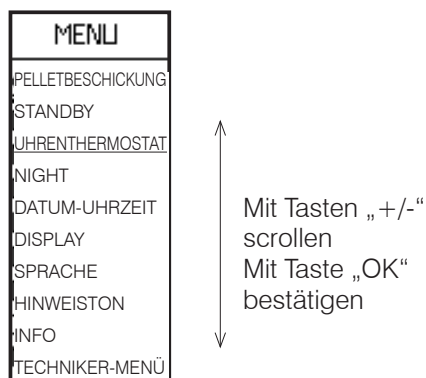 MENU
PELLETBESCHICKUNG
STANDBY
UHRENTHERMOSTAT
NIGHT
DATUM-UHRZEIT
DISPLAY
SPRACHE
HINWEISTON
INFO
TECHNIKER-MENÜ
Mit Tasten „+/-“
scrollen
Mit Taste „OK“
bestätigen